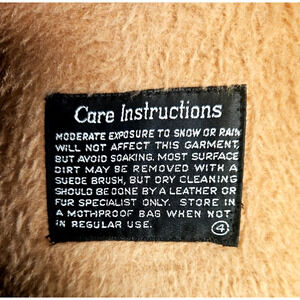 Care Instructions
MODERATE EXPOSURE TO SNOW OR RAIN
WILL NOT AFFECT THIS GARMENT,
BUT AVOID SOAKING. MOST SURFACE
DIRT MAY BE REMOVED WITH A
SUEDE BRUSH, BUT DRY CLEANING
SHOULD BE DONE BY A LEATHER OR
FUR SPECIALIST ONLY. STORE IN
A MOTHPROOF BAG WHEN NOT
IN REGULAR USE.
4